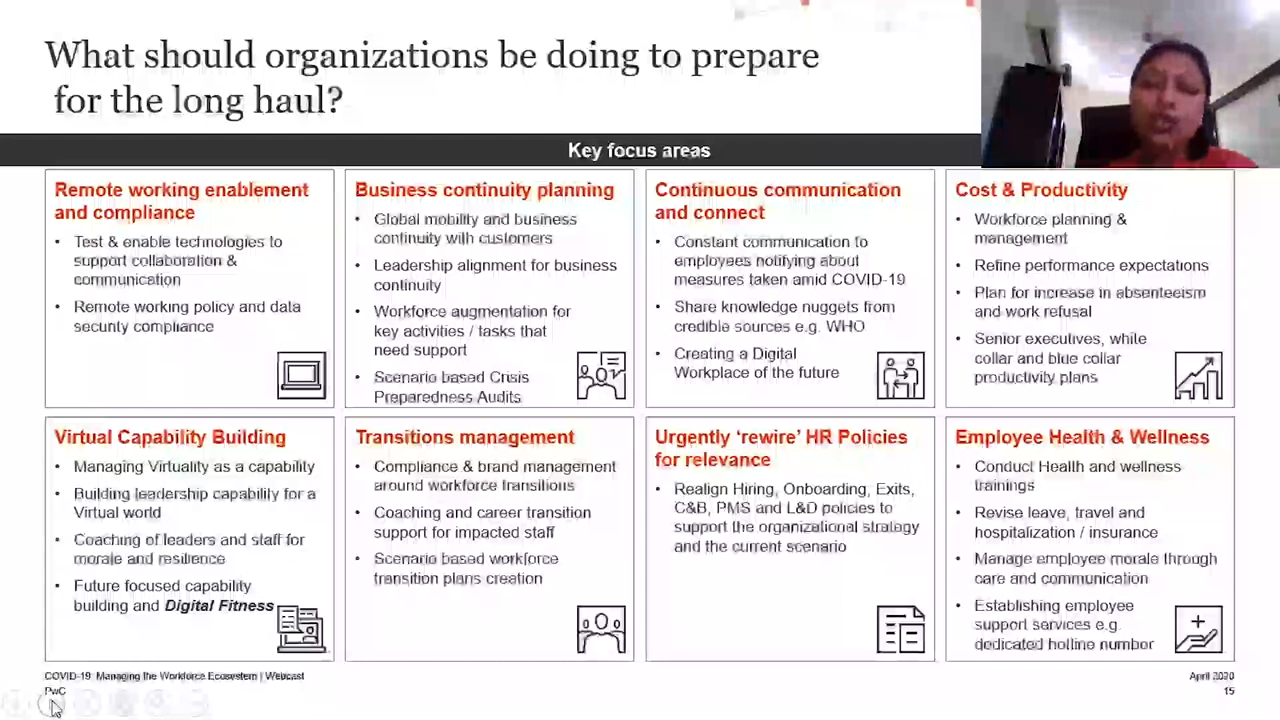 What should organizations be doing to prepare
for the long haul?
Key focus areas
Remote working enablement
and compliance
• Test & enable technologies to
support collaboration &
communication
• Remote working policy and data
security compliance
Business continuity planning
• Global mobility and business
continuity with customers
• Leadership alignment for business
continuity
• Workforce augmentation for
key activities / tasks that
need support
• Scenario based Crisis
Preparedness Audits
Continuous communication
and connect
• Constant communication to
employees notifying about
measures taken amid COVID-19
• Share knowledge nuggets from
credible sources e.g. WHO
• Creating a Digital
Workplace of the future
Cost & Productivity
• Workforce planning &
management
• Refine performance expectations
• Plan for increase in absenteeism
and work refusal
• Senior executives, while
collar and blue collar
productivity plans
Virtual Capability Building
• Managing Virtuality as a capability
• Building leadership capability for a
Virtual world
• Coaching of leaders and staff for
morale and resilience
• Future focused capability
building and Digital Fitness
Transitions management
• Compliance & brand management
around workforce transitions
• Coaching and career transition
support for impacted staff
• Scenario based workforce
transition plans creation
Urgently ‘rewire’ HR Policies
for relevance
• Realign Hiring, Onboarding, Exits,
C&B, PMS and L&D policies to
support the organizational strategy
and the current scenario
Employee Health & Wellness
• Conduct Health and wellness
trainings
• Revise leave, travel and
hospitalization / insurance
• Manage employee morale through
care and communication
• Establishing employee
support services e.g.
dedicated hotline number
COVID-19: Managing the Workforce Ecosystem | Webcast
PwC
April 2020
15